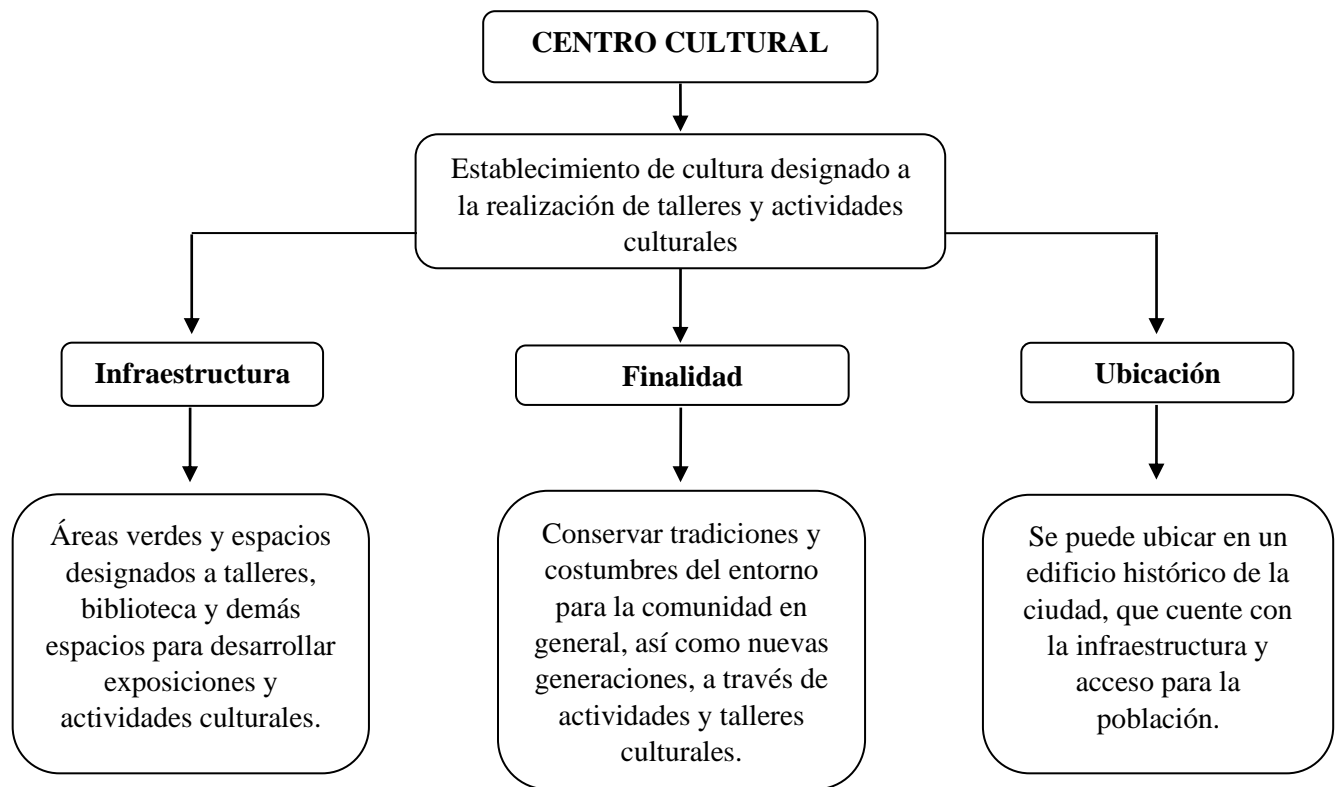 CENTRO CULTURAL
Establecimiento de cultura designado a
la realización de talleres y actividades
culturales
Infraestructura
Finalidad
Ubicación
Áreas verdes y espacios
designados a talleres,
biblioteca y demás
espacios para desarrollar
exposiciones y
actividades culturales.
Conservar tradiciones y
costumbres del entorno
para la comunidad en
general, así como nuevas
generaciones, a través de
actividades y talleres
culturales.
Se puede ubicar en un
edificio histórico de la
ciudad, que cuente con
la infraestructura y
acceso para la
población.